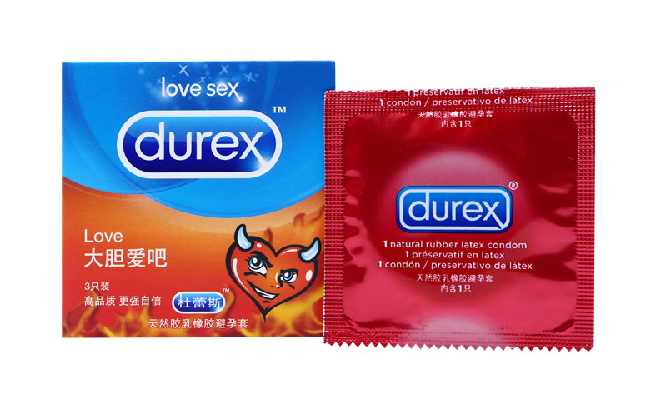 love sex
durex™
Love
大胆爱吧
3只装
高品质 更强自信
杜蕾斯™
天然胶乳橡胶避孕套
1 préservatif en latex
1 condón / preservativo de látex
天然胶乳橡胶避孕套
内含1只
durex®
1 natural rubber latex condom
1 préservatif en latex
1 condón / preservativo de látex
天然胶乳橡胶避孕套
内含1只